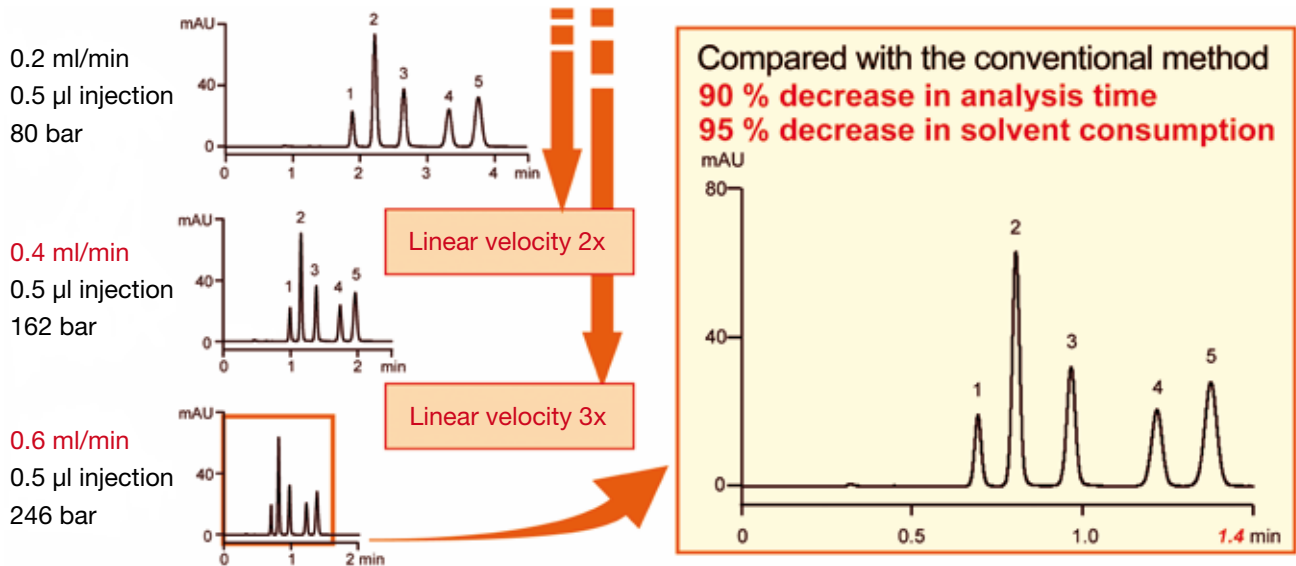 0.2 ml/min
0.5 µl injection
80 bar
mAU
40
0
1
2
3
4
5
0 1 2 3 4 min
0.4 ml/min
0.5 µl injection
162 bar
mAU
40
0
1
2
3
4
5
0 1 2 min
Linear velocity 2x
0.6 ml/min
0.5 µl injection
246 bar
mAU
40
0
0 1 2 min
Linear velocity 3x
Compared with the conventional method
90 % decrease in analysis time
95 % decrease in solvent consumption
mAU
80
40
0
1
2
3
4
5
0 0.5 1.0 1.4 min